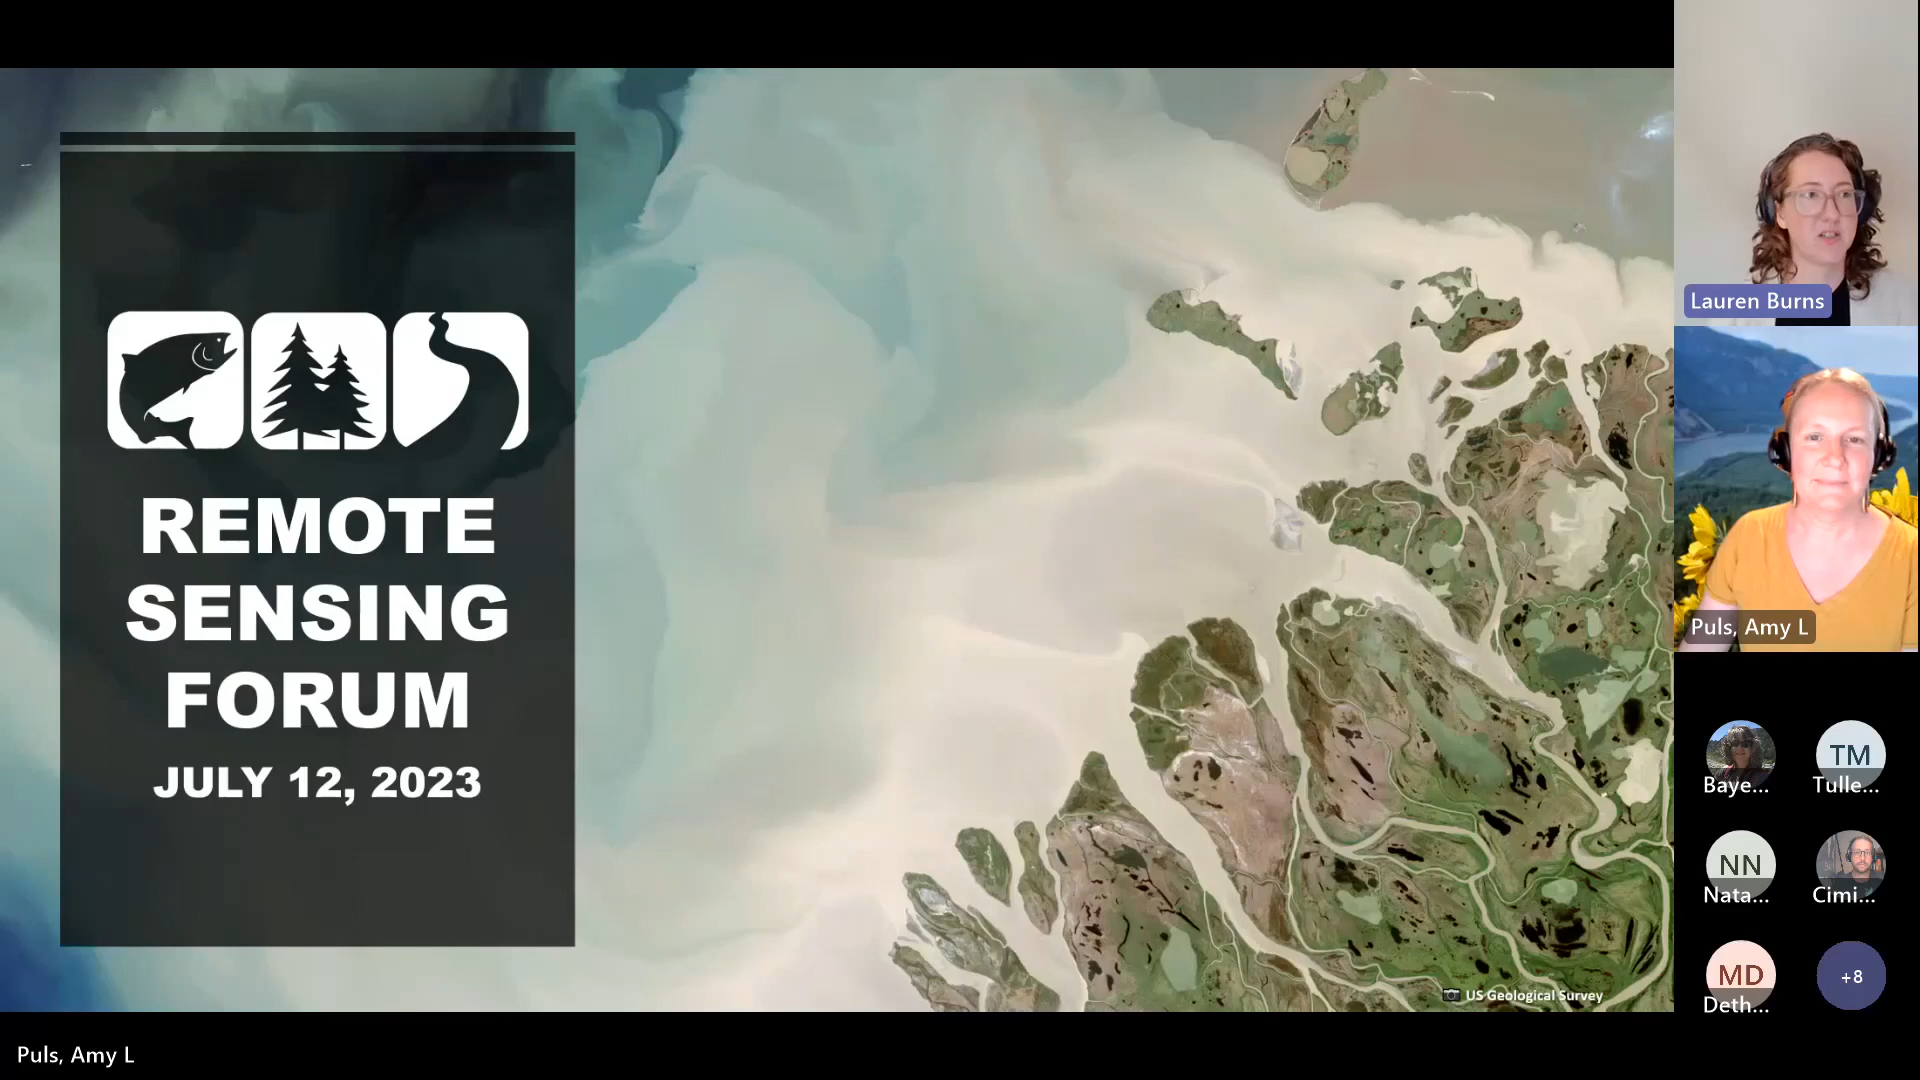 REMOTE
SENSING
FORUM
JULY 12, 2023
US Geological Survey
Lauren Burns
Puls, Amy L
TM
Baye...
Tulle...
NN
Nata...
Cimi...
MD
+8
Deth...
Puls, Amy L